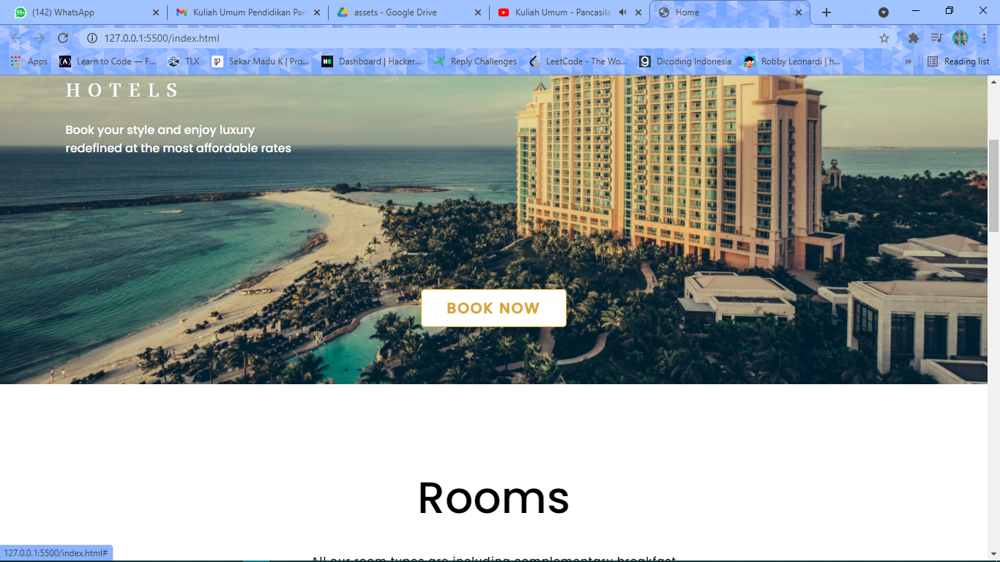 (142) WhatsApp
Kuliah Umum Pendidikan Pan
assets - Google Drive
Kuliah Umum - Pancasila
Home
127.0.0.1:5500/index.html
Apps
Learn to Code — F...
TLX
Sekar Madu K | Pro...
Dashboard | Hacker...
Reply Challenges
LeetCode - The Wo...
Dicoding Indonesia
Robby Leonardi | h...
»
Reading list
HOTELS
Book your style and enjoy luxury
redefined at the most affordable rates
BOOK NOW
Rooms
All our room types are including complementary breakfast
127.0.0.1:5500/index.html#